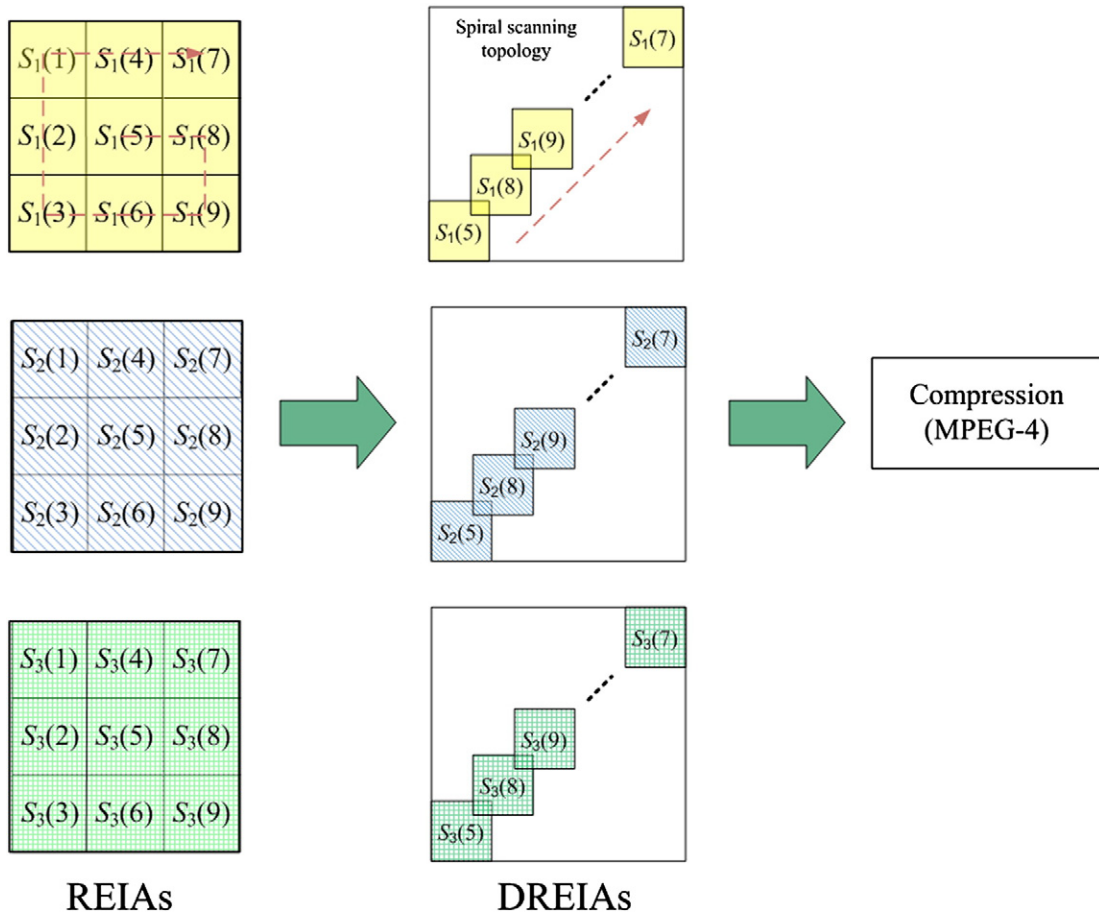 S₁(1) S₁(4) S₁(7)
S₁(2) S₁(5) S₁(8)
S₁(3) S₁(6) S₁(9)
Spiral scanning
topology
S₁(7)
S₁(9)
S₁(8)
S₁(5)
S₂(1) S₂(4) S₂(7)
S₂(2) S₂(5) S₂(8)
S₂(3) S₂(6) S₂(9)
S₂(7)
S₂(9)
S₂(8)
S₂(5)
Compression
(MPEG-4)
S₃(1) S₃(4) S₃(7)
S₃(2) S₃(5) S₃(8)
S₃(3) S₃(6) S₃(9)
S₃(7)
S₃(9)
S₃(8)
S₃(5)
REIAs
DREIAs